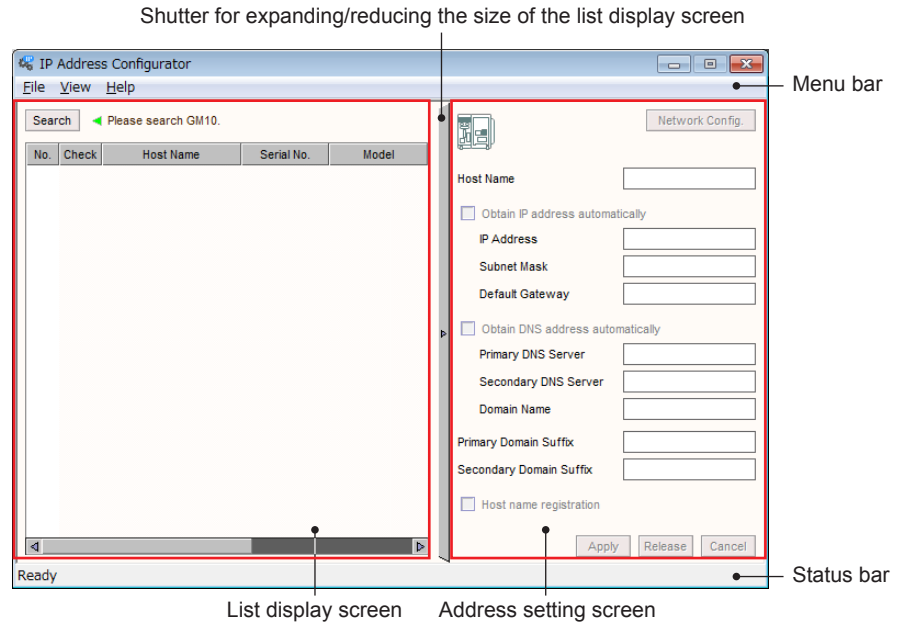 Shutter for expanding/reducing the size of the list display screen
IP Address Configurator
File View Help
Menu bar
Search Please search GM10.
Network Config.
No. Check Host Name Serial No. Model
Host Name
Obtain IP address automatically
IP Address
Subnet Mask
Default Gateway
Obtain DNS address automatically
Primary DNS Server
Secondary DNS Server
Domain Name
Primary Domain Suffix
Secondary Domain Suffix
Host name registration
Apply Release Cancel
Ready
Status bar
List display screen
Address setting screen